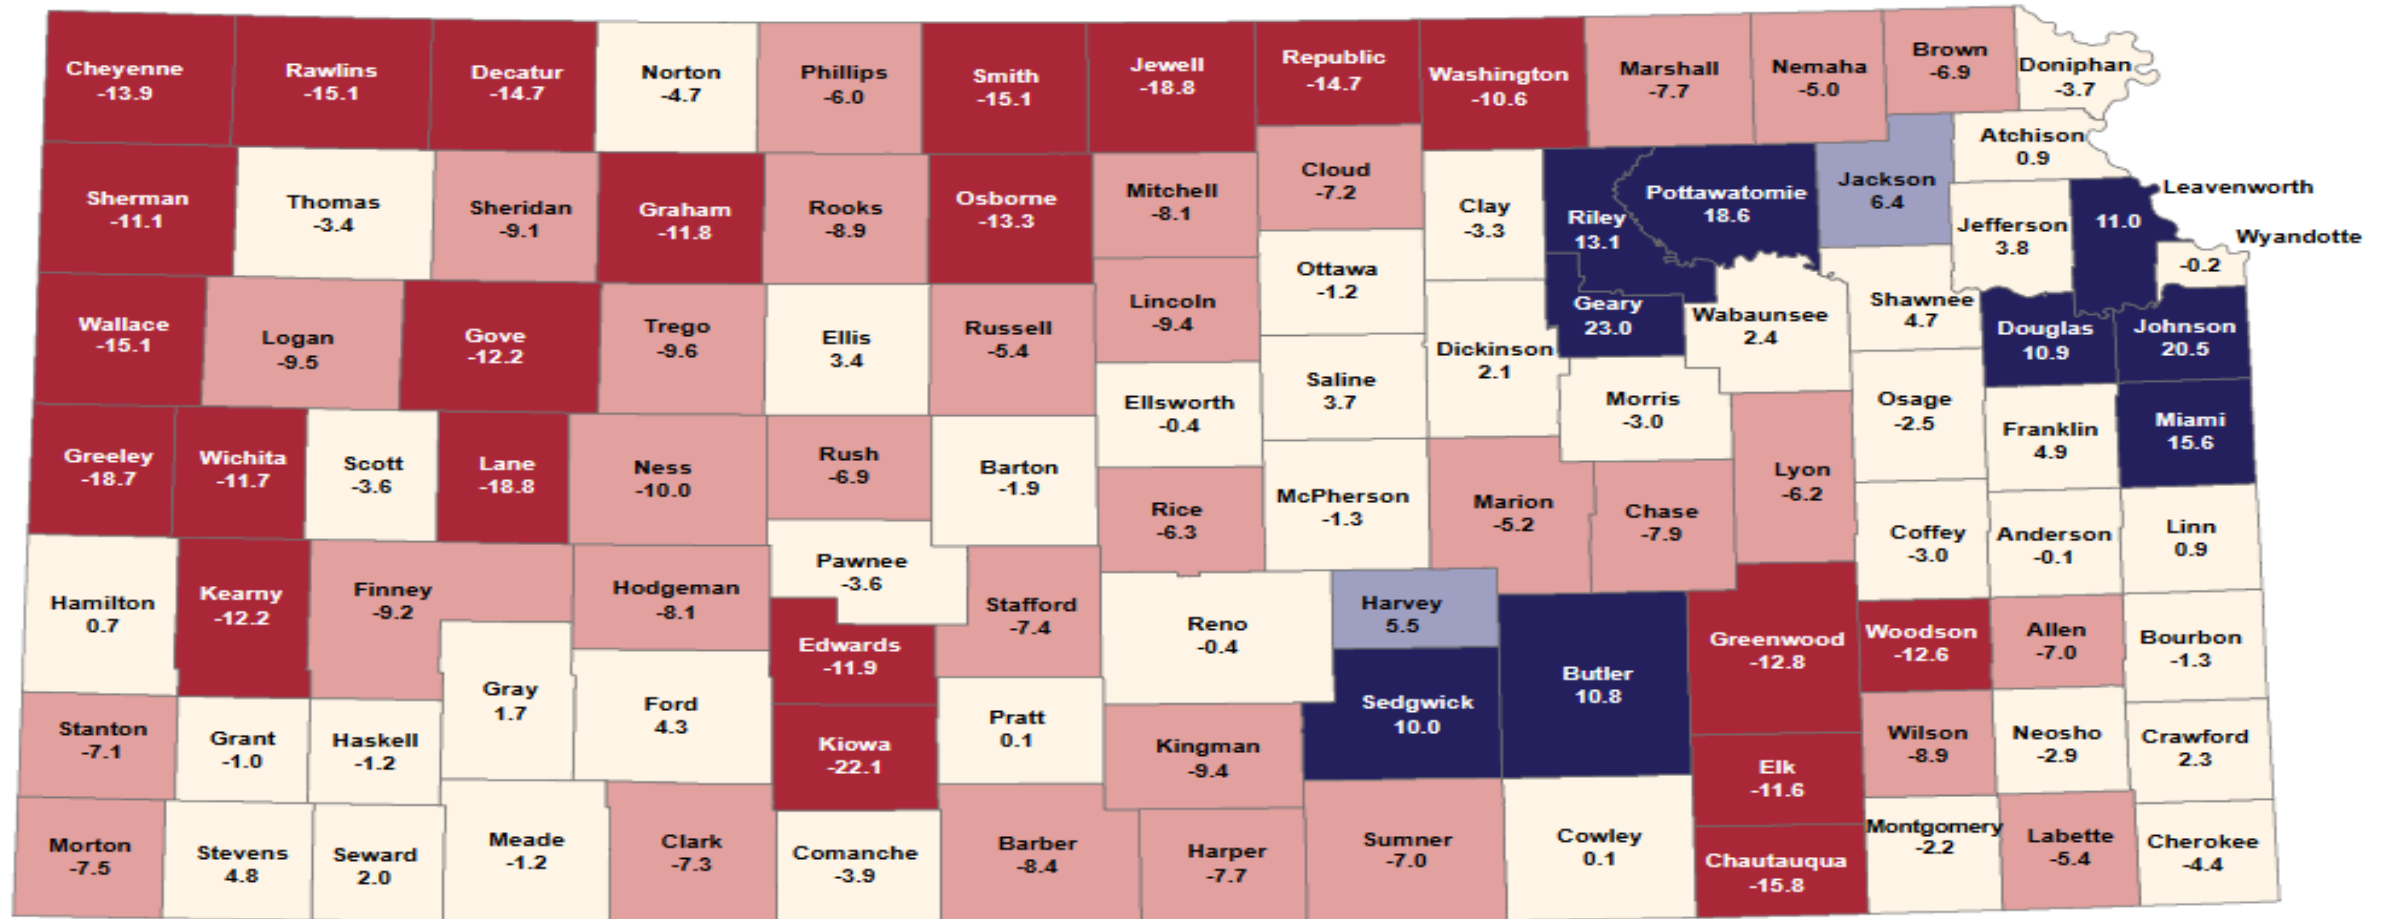 Cheyenne
-13.9
Rawlins
-15.1
Decatur
-14.7
Norton
-4.7
Phillips
-6.0
Smith
-15.1
Jewell
-18.8
Republic
-14.7
Washington
-10.6
Marshall
-7.7
Nemaha
-5.0
Brown
-6.9
Doniphan
-3.7
Atchison
0.9
Sherman
-11.1
Thomas
-3.4
Sheridan
-9.1
Graham
-11.8
Rooks
-8.9
Osborne
-13.3
Mitchell
-8.1
Cloud
-7.2
Clay
-3.3
Riley
13.1
Pottawatomie
18.6
Jackson
6.4
Jefferson
3.8
Leavenworth
11.0
Wyandotte
-0.2
Wallace
-15.1
Logan
-9.5
Gove
-12.2
Trego
-9.6
Ellis
3.4
Russell
-5.4
Lincoln
-9.4
Ottawa
-1.2
Saline
3.7
Dickinson
2.1
Geary
23.0
Wabaunsee
2.4
Shawnee
4.7
Douglas
10.9
Johnson
20.5
Greeley
-18.7
Wichita
-11.7
Scott
-3.6
Lane
-18.8
Ness
-10.0
Rush
-6.9
Barton
-1.9
Ellsworth
-0.4
Rice
-6.3
McPherson
-1.3
Marion
-5.2
Morris
-3.0
Chase
-7.9
Lyon
-6.2
Osage
-2.5
Franklin
4.9
Miami
15.6
Coffey
-3.0
Anderson
-0.1
Linn
0.9
Hamilton
0.7
Kearny
-12.2
Finney
-9.2
Hodgeman
-8.1
Pawnee
-3.6
Edwards
-11.9
Stafford
-7.4
Reno
-0.4
Harvey
5.5
Sedgwick
10.0
Butler
10.8
Greenwood
-12.8
Woodson
-12.6
Allen
-7.0
Bourbon
-1.3
Stanton
-7.1
Grant
-1.0
Haskell
-1.2
Gray
1.7
Ford
4.3
Kiowa
-22.1
Pratt
0.1
Kingman
-9.4
Elk
-11.6
Wilson
-8.9
Neosho
-2.9
Crawford
2.3
Morton
-7.5
Stevens
4.8
Seward
2.0
Meade
-1.2
Clark
-7.3
Comanche
-3.9
Barber
-8.4
Harper
-7.7
Sumner
-7.0
Cowley
0.1
Chautauqua
-15.8
Montgomery
-2.2
Labette
-5.4
Cherokee
-4.4